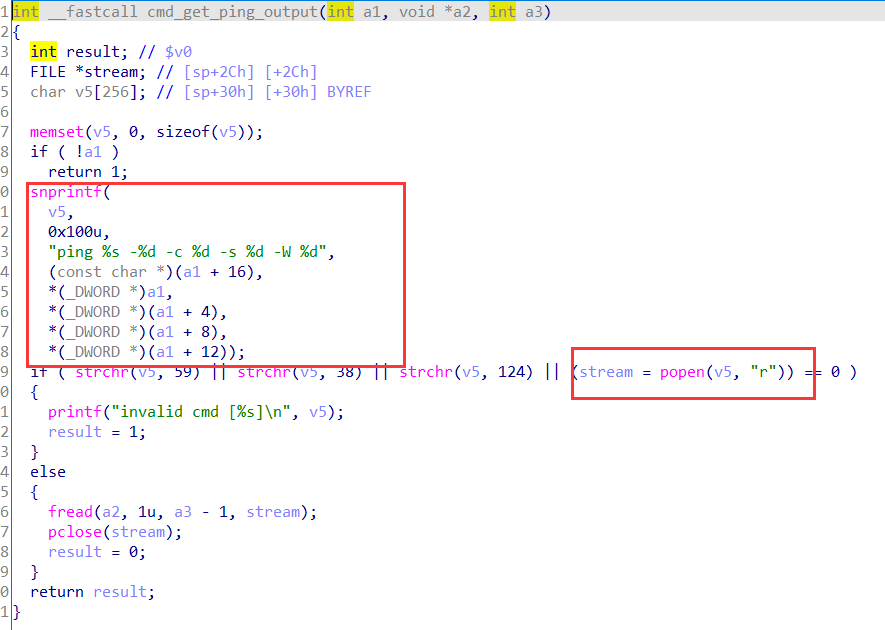 1 int __fastcall cmd_get_ping_output(int a1, void *a2, int a3)
2 {
3   int result; // $v0
4   FILE *stream; // [sp+2Ch] [+2Ch]
5   char v5[256]; // [sp+30h] [+30h] BYREF
6
7   memset(v5, 0, sizeof(v5));
8   if ( !a1 )
9     return 1;
0   snprintf(
1     v5,
2     0x100u,
3     "ping %s -%d -c %d -s %d -W %d",
4     (const char *)(a1 + 16),
5     *(_DWORD *)a1,
6     *(_DWORD *)(a1 + 4),
7     *(_DWORD *)(a1 + 8),
8     *(_DWORD *)(a1 + 12));
9   if ( strchr(v5, 59) || strchr(v5, 38) || strchr(v5, 124) || (stream = popen(v5, "r")) == 0 )
0   {
1     printf("invalid cmd [%s]\n", v5);
2     result = 1;
3   }
4   else
5   {
6     fread(a2, 1u, a3 - 1, stream);
7     pclose(stream);
8     result = 0;
9   }
0   return result;
1 }